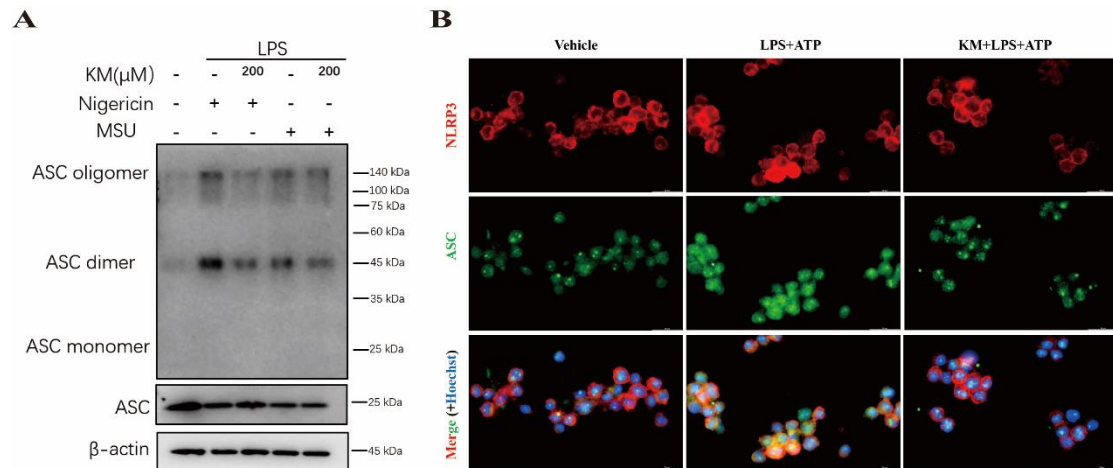 A
LPS
KM(μM) - - 200 - 200
Nigericin - + + - -
MSU - - - + +
ASC oligomer
140 kDa
100 kDa
75 kDa
60 kDa
ASC dimer
45 kDa
35 kDa
ASC monomer
25 kDa
ASC
25 kDa
β-actin
45 kDa
B
Vehicle LPS+ATP KM+LPS+ATP
NLRP3
ASC
Merge (+Hoechst)